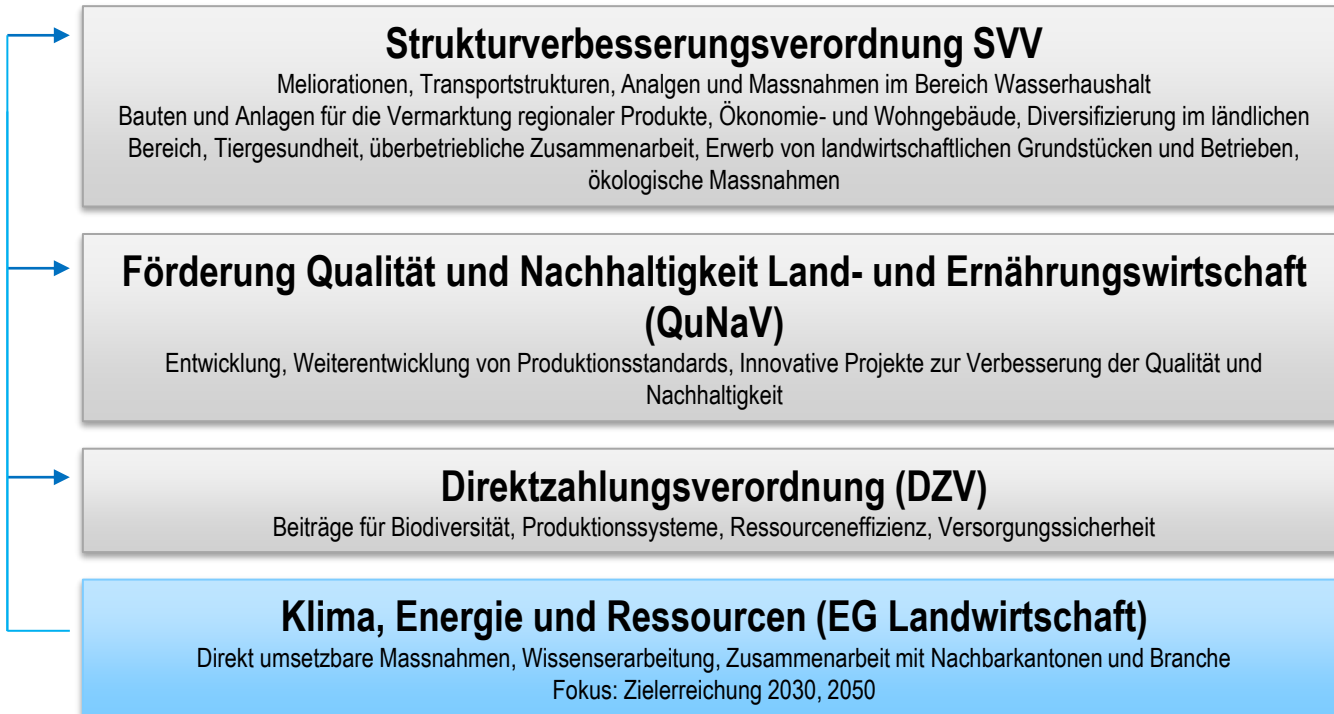 Strukturverbesserungsverordnung SVV
Meliorationen, Transportstrukturen, Analgen und Massnahmen im Bereich Wasserhaushalt
Bauten und Anlagen für die Vermarktung regionaler Produkte, Ökonomie- und Wohngebäude, Diversifizierung im ländlichen
Bereich, Tiergesundheit, überbetriebliche Zusammenarbeit, Erwerb von landwirtschaftlichen Grundstücken und Betrieben,
ökologische Massnahmen
Förderung Qualität und Nachhaltigkeit Land- und Ernährungswirtschaft
(QuNaV)
Entwicklung, Weiterentwicklung von Produktionsstandards, Innovative Projekte zur Verbesserung der Qualität und
Nachhaltigkeit
Direktzahlungsverordnung (DZV)
Beiträge für Biodiversität, Produktionssysteme, Ressourceneffizienz, Versorgungssicherheit
Klima, Energie und Ressourcen (EG Landwirtschaft)
Direkt umsetzbare Massnahmen, Wissenserarbeitung, Zusammenarbeit mit Nachbarkantonen und Branche
Fokus: Zielerreichung 2030, 2050